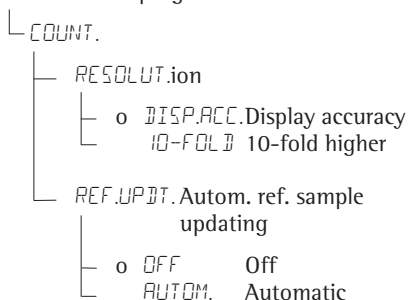 COUNT.
RESOLUT.ion
o DISP.ACC. Display accuracy
10-FOLD 10-fold higher
REF.UPDT. Autom. ref. sample
updating
o OFF Off
AUTOM. Automatic